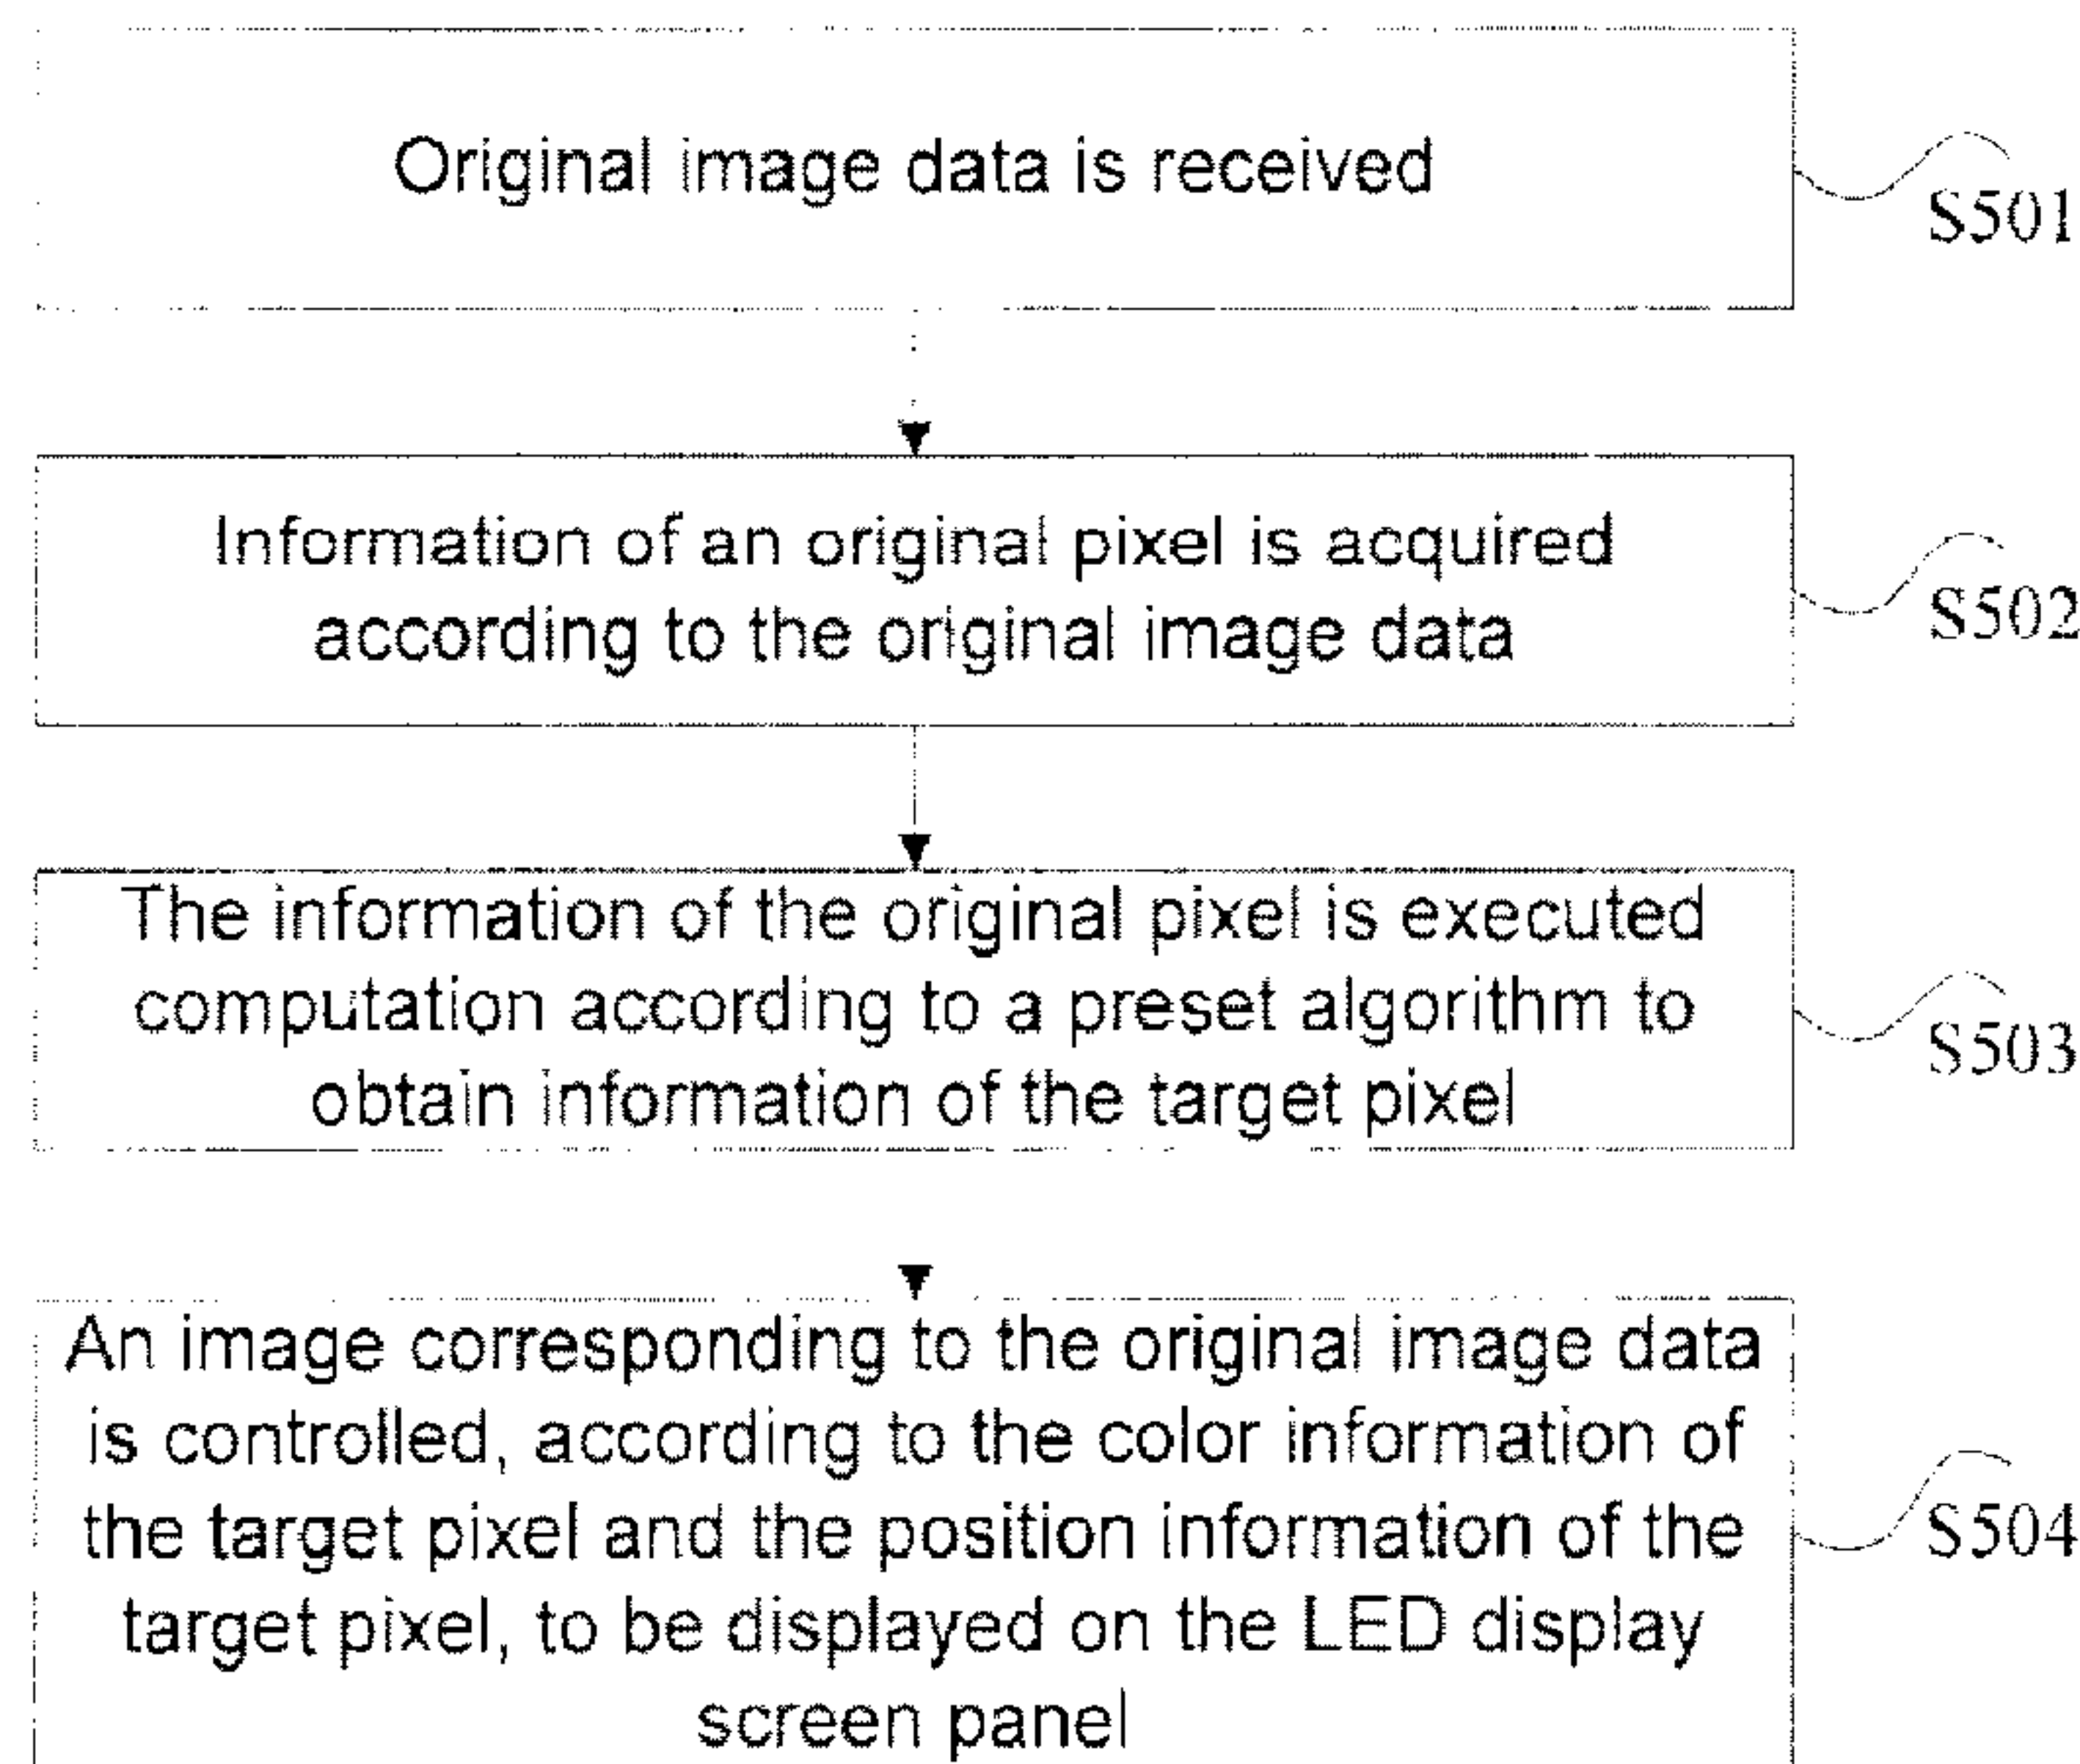 Original image data is received
S501
Information of an original pixel is acquired
according to the original image data
S502
The information of the original pixel is executed
computation according to a preset algorithm to
obtain information of the target pixel
S503
An image corresponding to the original image data
is controlled, according to the color information of
the target pixel and the position information of the
target pixel, to be displayed on the LED display
screen panel
S504